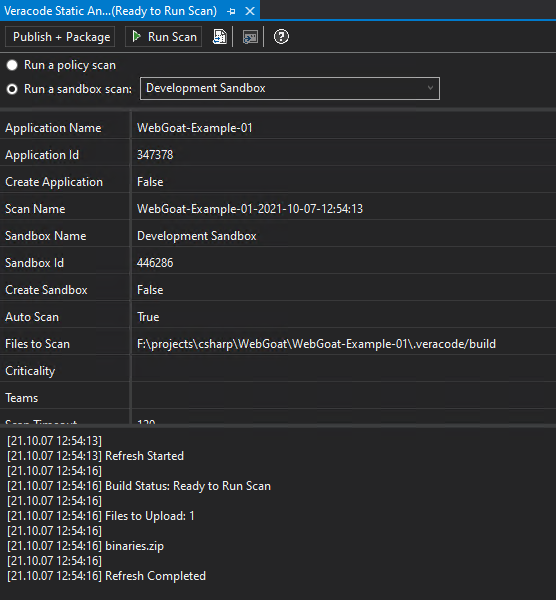 Veracode Static An...(Ready to Run Scan)
Publish + Package Run Scan
Run a policy scan
Run a sandbox scan: Development Sandbox
Application Name WebGoat-Example-01
Application Id 347378
Create Application False
Scan Name WebGoat-Example-01-2021-10-07-12:54:13
Sandbox Name Development Sandbox
Sandbox Id 446286
Create Sandbox False
Auto Scan True
Files to Scan F:\projects\csharp\WebGoat\WebGoat-Example-01\.veracode/build
Criticality
Teams
Scan Timeout 120
[21.10.07 12:54:13]
[21.10.07 12:54:13] Refresh Started
[21.10.07 12:54:16]
[21.10.07 12:54:16] Build Status: Ready to Run Scan
[21.10.07 12:54:16]
[21.10.07 12:54:16] Files to Upload: 1
[21.10.07 12:54:16]
[21.10.07 12:54:16] binaries.zip
[21.10.07 12:54:16]
[21.10.07 12:54:16] Refresh Completed